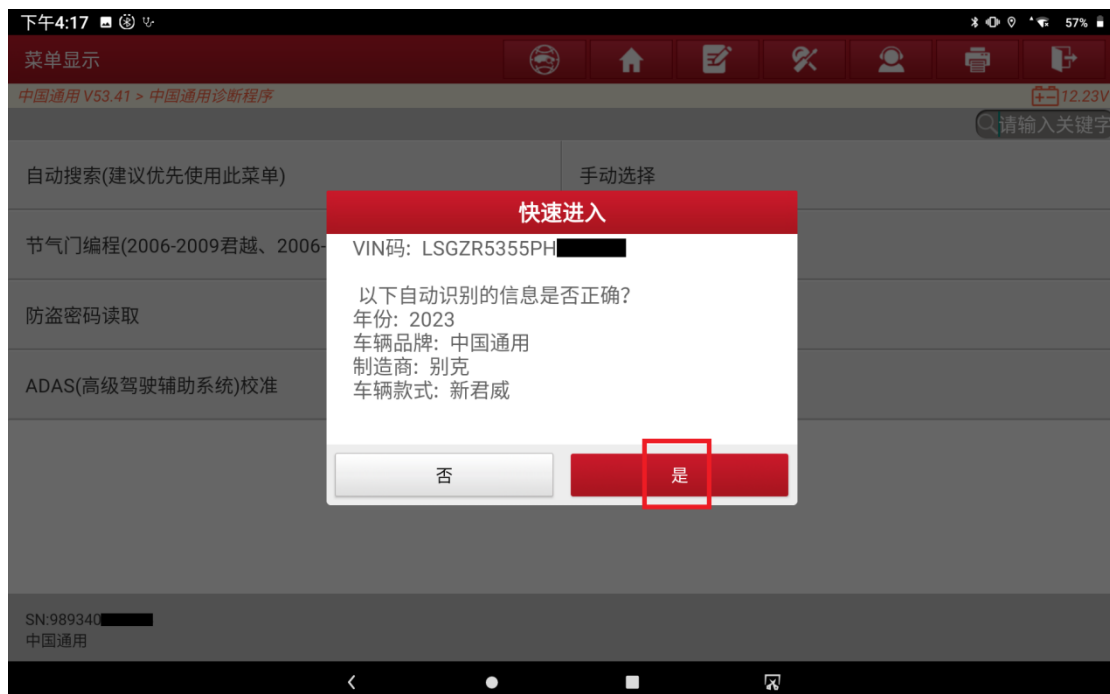 下午4:17
57%
菜单显示
中国通用 V53.41 > 中国通用诊断程序
12.23V
请输入关键字
自动搜索(建议优先使用此菜单)
手动选择
节气门编程(2006-2009君越、2006-
防盗密码读取
ADAS(高级驾驶辅助系统)校准
快速进入
VIN码: LSGZR5355PH
以下自动识别的信息是否正确?
年份: 2023
车辆品牌: 中国通用
制造商: 别克
车辆款式: 新君威
否
是
SN:989340
中国通用